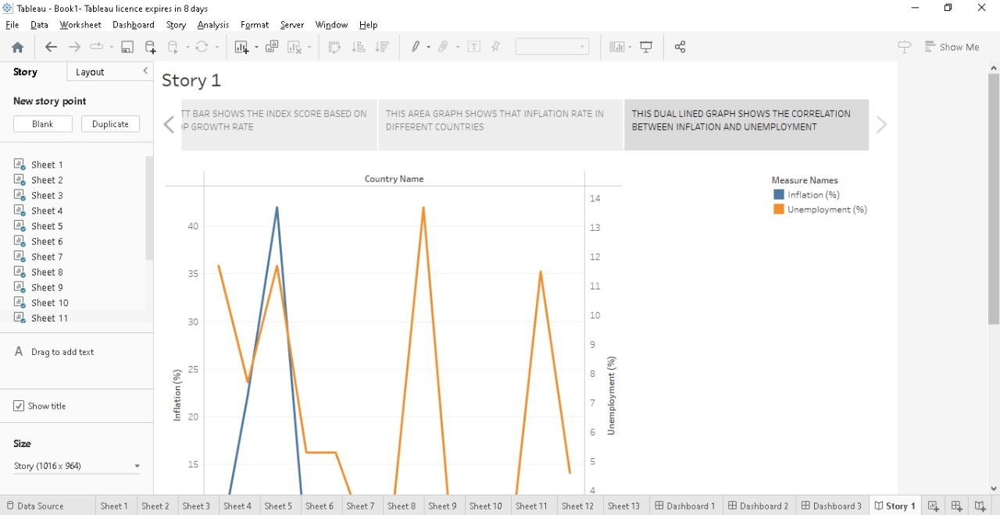 Tableau - Book1- Tableau licence expires in 8 days
File Data Worksheet Dashboard Story Analysis Format Server Window Help
Show Me
Story Layout
New story point
Blank Duplicate
Sheet 1
Sheet 2
Sheet 3
Sheet 4
Sheet 5
Sheet 6
Sheet 7
Sheet 8
Sheet 9
Sheet 10
Sheet 11
A Drag to add text
Show title
Size
Story (1016 x 964)
Story 1
TT BAR SHOWS THE INDEX SCORE BASED ON
P GROWTH RATE
THIS AREA GRAPH SHOWS THAT INFLATION RATE IN
DIFFERENT COUNTRIES
THIS DUAL LINED GRAPH SHOWS THE CORRELATION
BETWEEN INFLATION AND UNEMPLOYMENT
Country Name
Inflation (%)
40
35
30
25
20
15
14
13
12
11
10
9
8
7
6
5
4
Unemployment (%)
Measure Names
Inflation (%)
Unemployment (%)
Data Source Sheet 1 Sheet 2 Sheet 3 Sheet 4 Sheet 5 Sheet 6 Sheet 7 Sheet 8 Sheet 9 Sheet 10 Sheet 11 Sheet 12 Sheet 13 Dashboard 1 Dashboard 2 Dashboard 3 Story 1